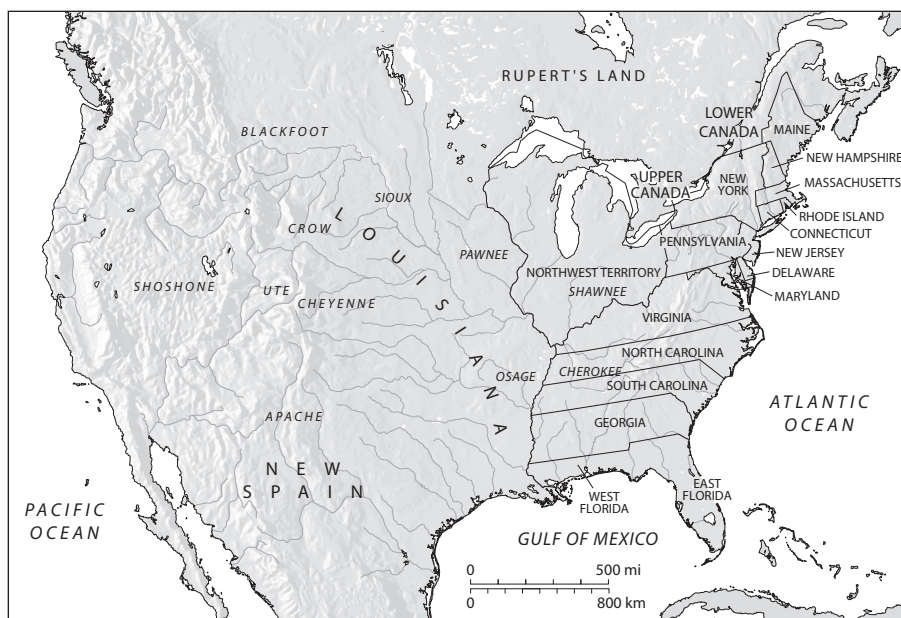 RUPERT'S LAND
BLACKFOOT
LOWER
CANADA
MAINE
NEW HAMPSHIRE
UPPER
CANADA
NEW
YORK
MASSACHUSETTS
SIOUX
RHODE ISLAND
CONNECTICUT
CROW
LOUISIANA
PAWNEE
PENNSYLVANIA
NEW JERSEY
NORTHWEST TERRITORY
DELAWARE
SHOSHONE
UTE
SHAWNEE
MARYLAND
CHEYENNE
VIRGINIA
NORTH CAROLINA
OSAGE
CHEROKEE
SOUTH CAROLINA
APACHE
GEORGIA
ATLANTIC
OCEAN
NEW
SPAIN
WEST
FLORIDA
EAST
FLORIDA
PACIFIC
OCEAN
GULF OF MEXICO
0 500 mi
0 800 km